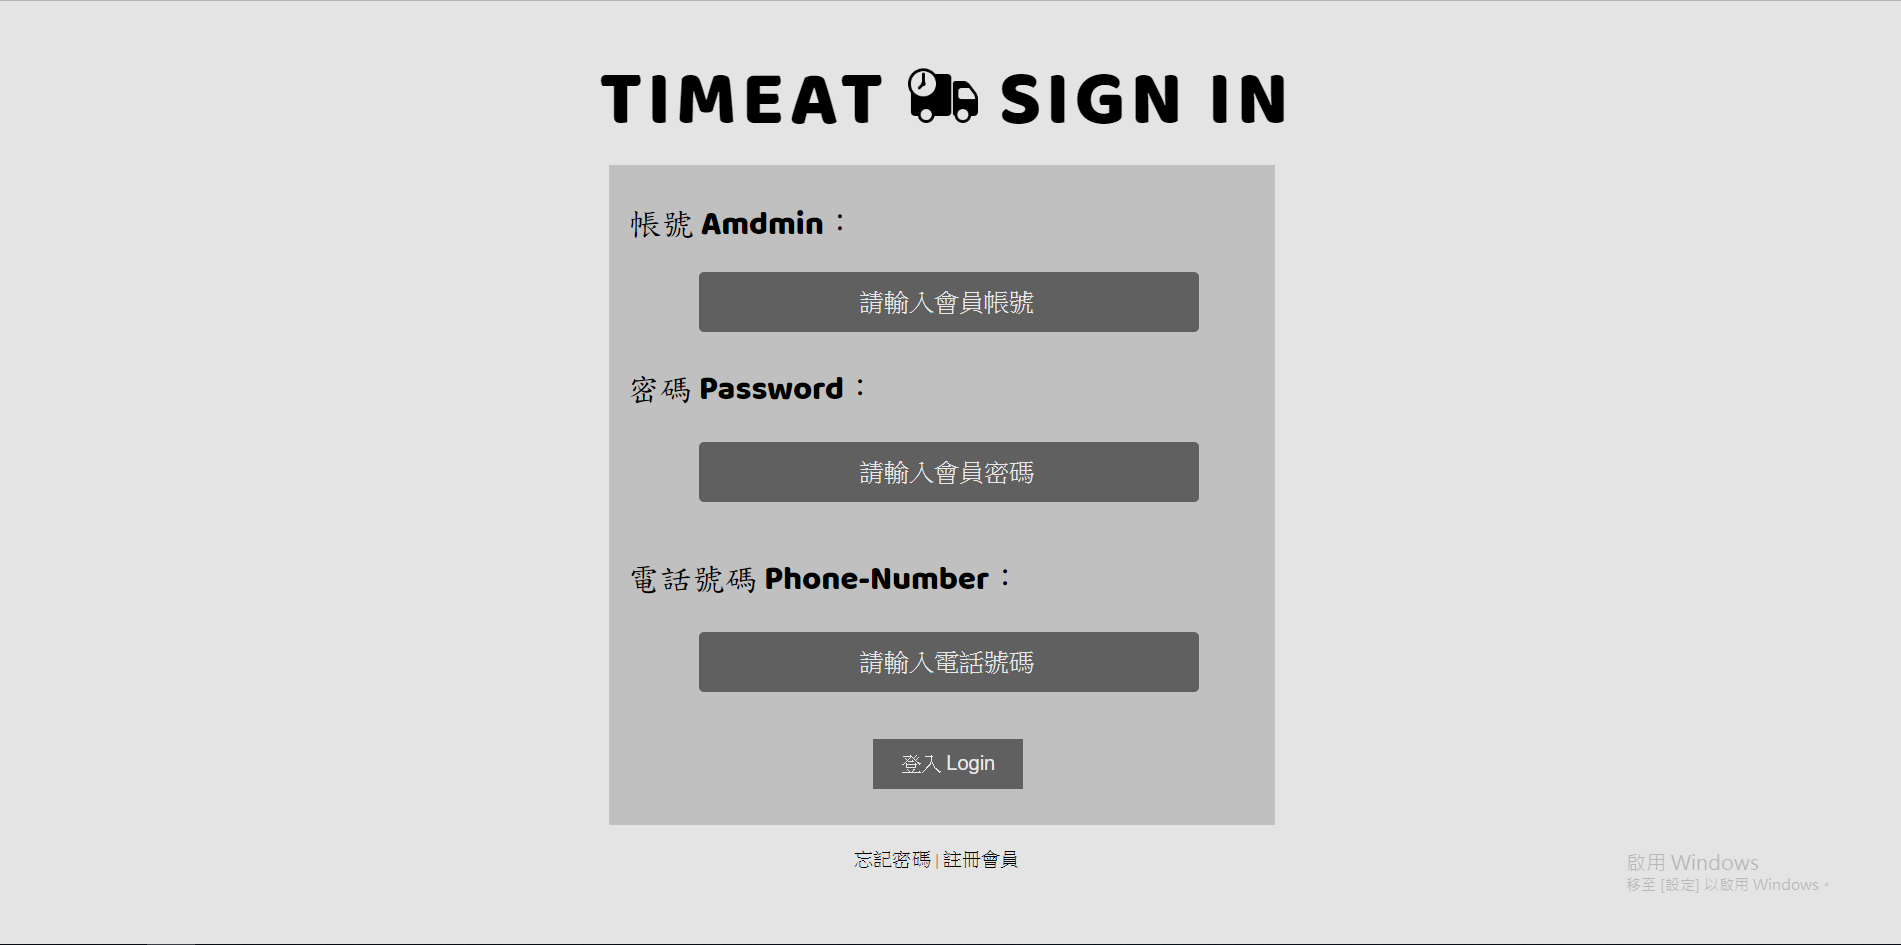 TIMEAT SIGN IN
帳號 Amdmin：
請輸入會員帳號
密碼 Password：
請輸入會員密碼
電話號碼 Phone-Number：
請輸入電話號碼
登入 Login
忘記密碼 | 註冊會員
啟用 Windows
移至 [設定] 以啟用 Windows。